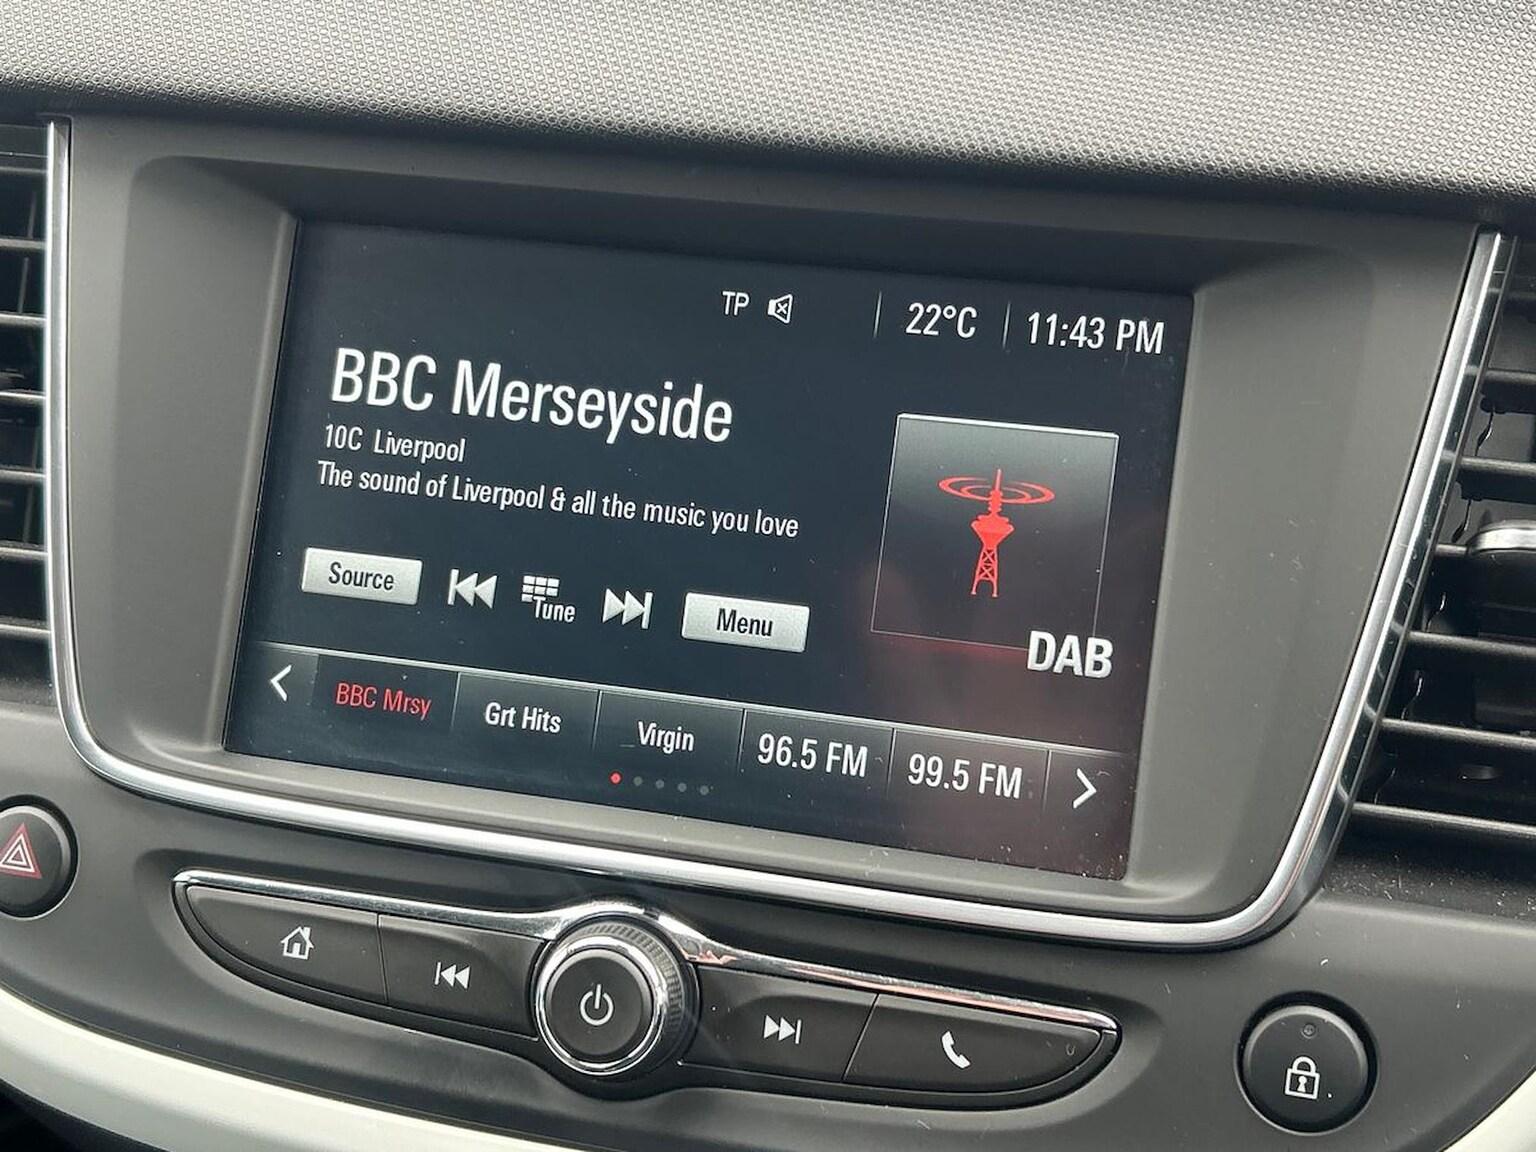 TP 22°C 11:43 PM
BBC Merseyside
10C Liverpool
The sound of Liverpool & all the music you love
Source Tune Menu
DAB
BBC Mrsy Grt Hits Virgin 96.5 FM 99.5 FM